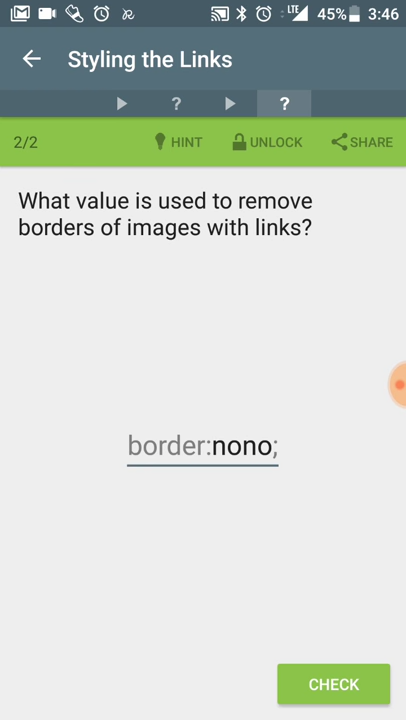 LTE 45% 3:46
Styling the Links
? ?
2/2 HINT UNLOCK SHARE
What value is used to remove
borders of images with links?
border:nono;
CHECK